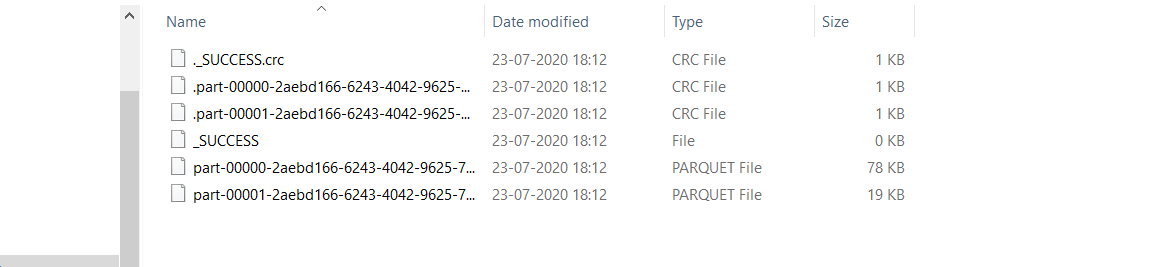 Name Date modified Type Size
._SUCCESS.crc 23-07-2020 18:12 CRC File 1 KB
.part-00000-2aebd166-6243-4042-9625-... 23-07-2020 18:12 CRC File 1 KB
.part-00001-2aebd166-6243-4042-9625-... 23-07-2020 18:12 CRC File 1 KB
_SUCCESS 23-07-2020 18:12 File 0 KB
part-00000-2aebd166-6243-4042-9625-7... 23-07-2020 18:12 PARQUET File 78 KB
part-00001-2aebd166-6243-4042-9625-7... 23-07-2020 18:12 PARQUET File 19 KB